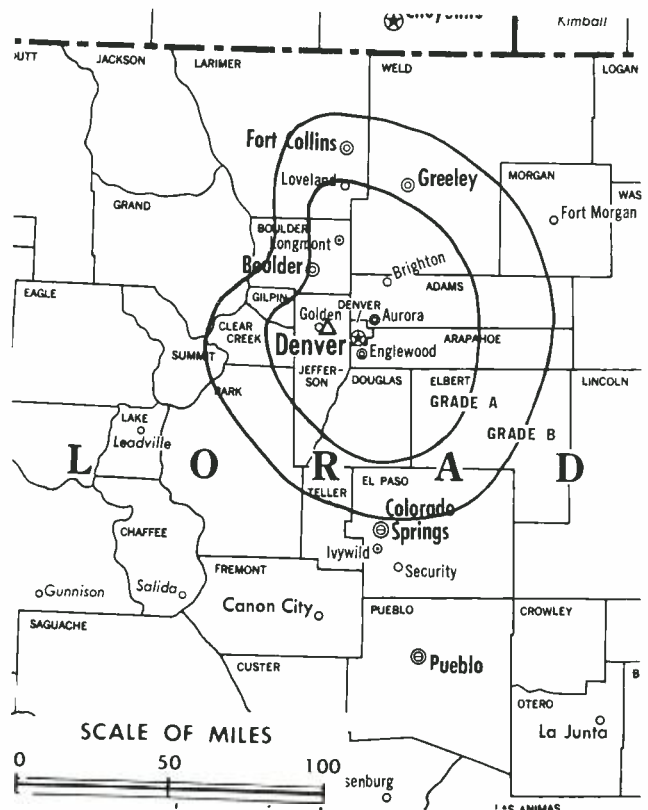 Kimball
JACKSON
LARIMER
WELD
LOGAN
Fort Collins
Loveland
Greeley
MORGAN
Fort Morgan
GRAND
BOULDER
Longmont
Boulder
Brighton
EAGLE
GILPIN
ADAMS
DENVER
Golden
Aurora
CLEAR
CREEK
Denver
ARAPAHOE
Englewood
SUMMIT
JEFFER-
SON
DOUGLAS
ELBERT
LINCOLN
PARK
GRADE A
LAKE
Leadville
GRADE B
L O R A D
TELLER
EL PASO
Colorado
Springs
CHAFFEE
Ivywild
FREMONT
Security
Gunnison
Salida
Canon City
PUEBLO
CROWLEY
SAGUACHE
CUSTER
Pueblo
OTERO
La Junta
SCALE OF MILES
0 50 100
senburg
LAS ANIMAS